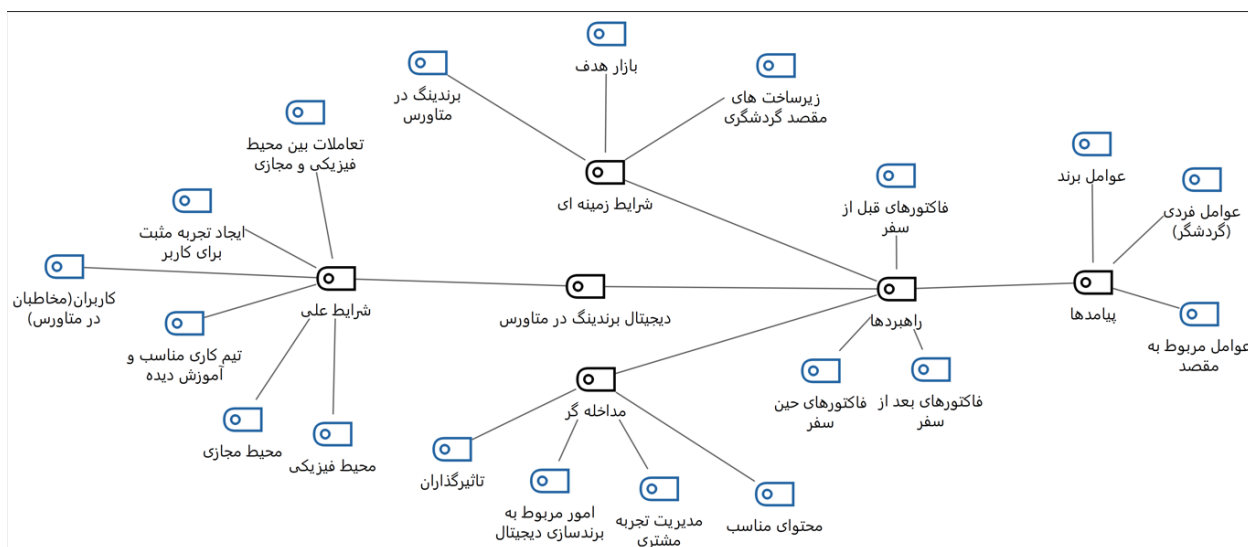 بازار هدف
برندینگ در
متاورس
زیرساخت های
مقصد گردشگری
تعاملات بین محیط
فیزیکی و مجازی
عوامل برند
شرایط زمینه ای
فاکتورهای قبل از
سفر
عوامل فردی
(گردشگر)
ایجاد تجربه مثبت
برای کاربر
کاربران(مخاطبان
در متاورس)
شرایط علی
دیجیتال برندینگ در متاورس
راهبردها
پیامدها
تیم کاری مناسب و
آموزش دیده
عوامل مربوط به
مقصد
مداخله گر
فاکتورهای حین
سفر
فاکتورهای بعد از
سفر
محیط مجازی
محیط فیزیکی
تاثیرگذاران
امور مربوط به
برندسازی دیجیتال
مدیریت تجربه
مشتری
محتوای مناسب